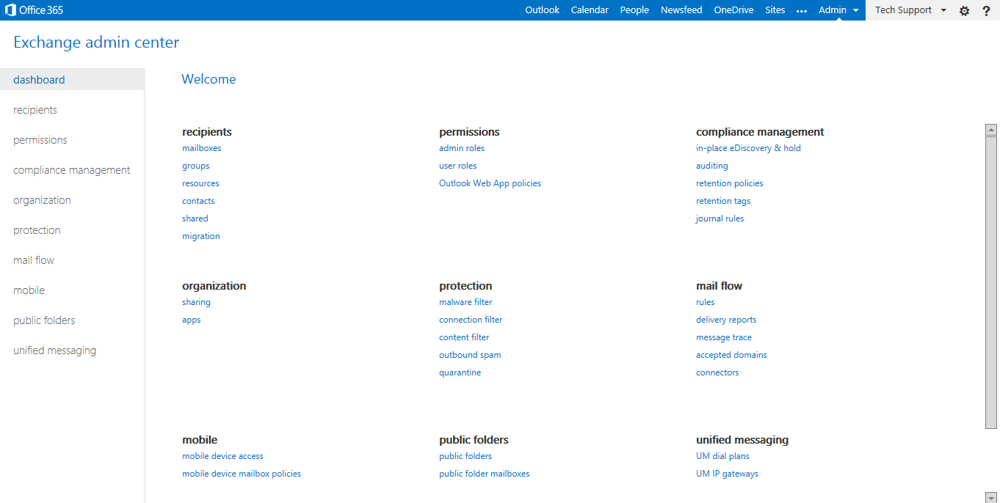 Office 365
Outlook Calendar People Newsfeed OneDrive Sites ... Admin Tech Support ?
Exchange admin center
dashboard
recipients
permissions
compliance management
organization
protection
mail flow
mobile
public folders
unified messaging
Welcome
recipients
mailboxes
groups
resources
contacts
shared
migration
permissions
admin roles
user roles
Outlook Web App policies
compliance management
in-place eDiscovery & hold
auditing
retention policies
retention tags
journal rules
organization
sharing
apps
protection
malware filter
connection filter
content filter
outbound spam
quarantine
mail flow
rules
delivery reports
message trace
accepted domains
connectors
mobile
mobile device access
mobile device mailbox policies
public folders
public folders
public folder mailboxes
unified messaging
UM dial plans
UM IP gateways